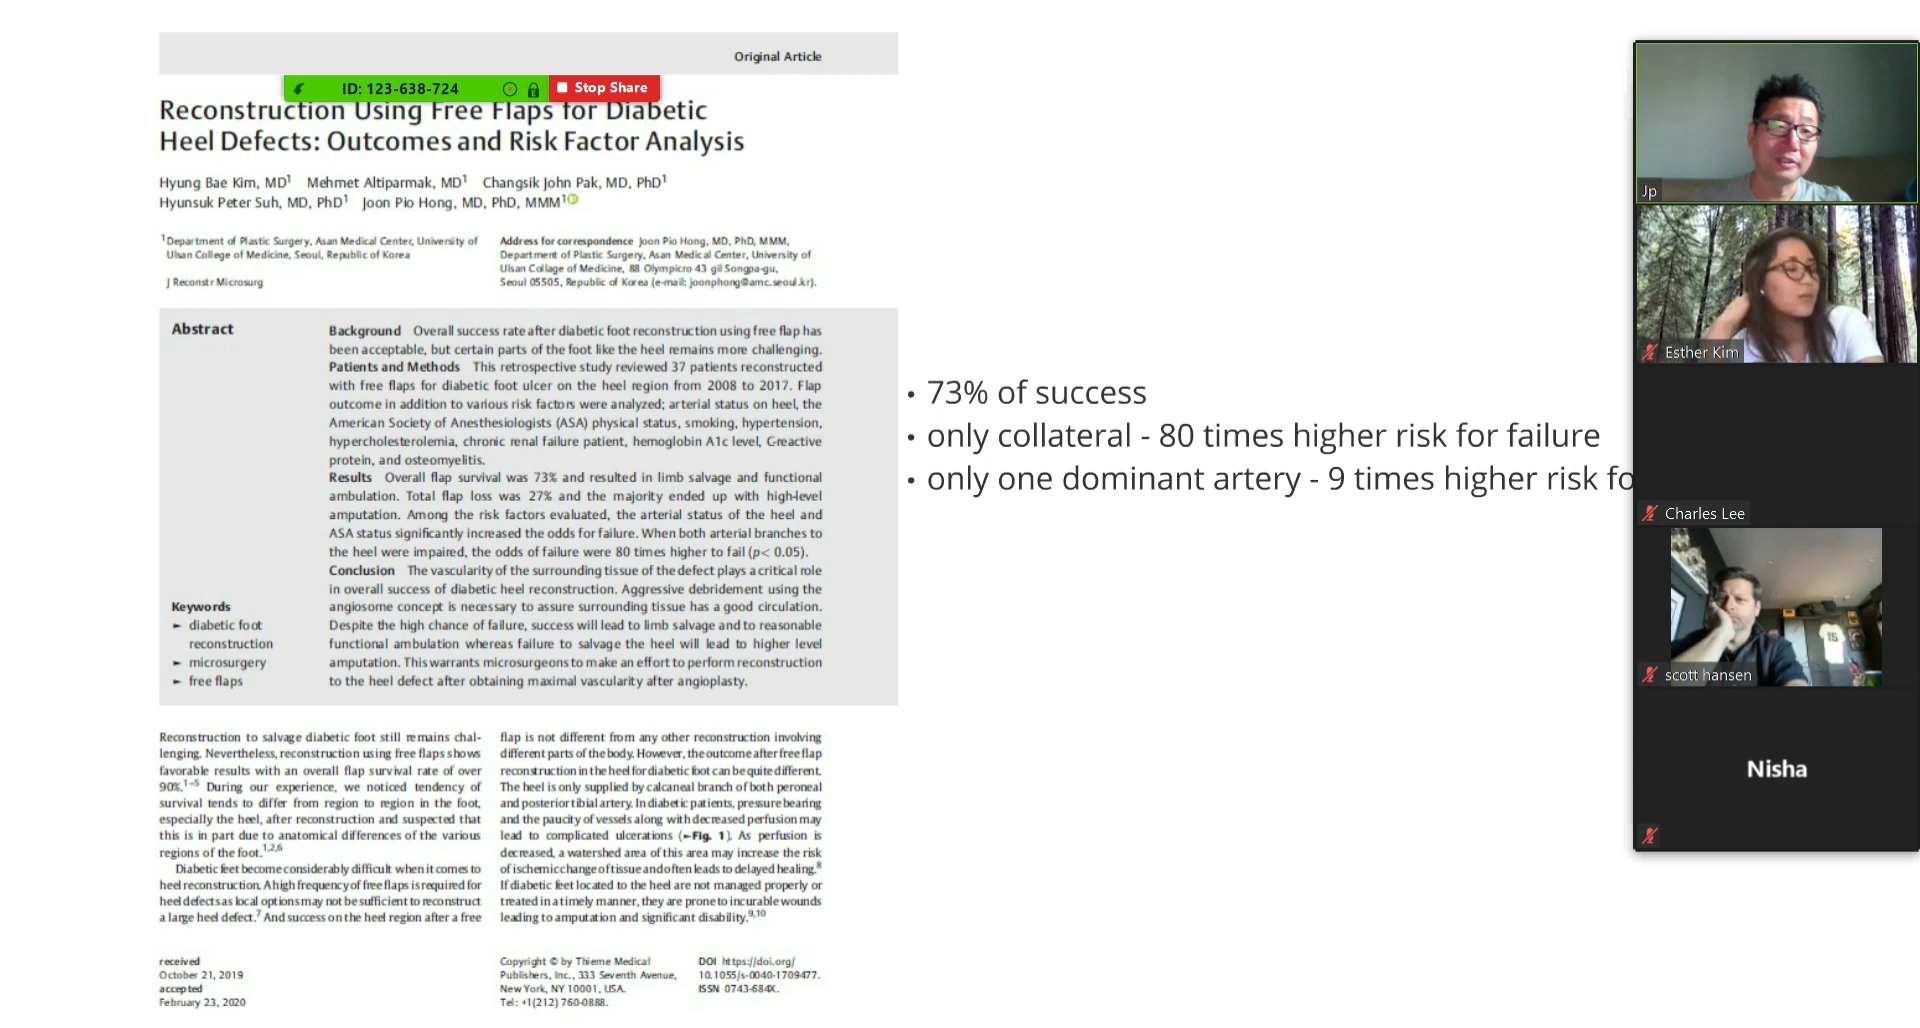 Original Article
ID: 123-638-724
Stop Share
Reconstruction Using Free Flaps for Diabetic
Heel Defects: Outcomes and Risk Factor Analysis
Hyung Bae Kim, MD1 Mehmet Altiparmak, MD1 Changsik John Pak, MD, PhD1
Hyunsuk Peter Suh, MD, PhD1 Joon Pio Hong, MD, PhD, MMM1
1Department of Plastic Surgery, Asan Medical Center, University of
Ulsan College of Medicine, Seoul, Republic of Korea
J Reconstr Microsurg
Address for correspondence Joon Pio Hong, MD, PhD, MMM,
Department of Plastic Surgery, Asan Medical Center, University of
Ulsan Collage of Medicine, 88 Olympicro 43 gil Songpa-gu,
Seoul 05505, Republic of Korea (e-mail: joonphong@amc.seoul.kr).
Abstract
Background Overall success rate after diabetic foot reconstruction using free flap has
been acceptable, but certain parts of the foot like the heel remains more challenging.
Patients and Methods This retrospective study reviewed 37 patients reconstructed
with free flaps for diabetic foot ulcer on the heel region from 2008 to 2017. Flap
outcome in addition to various risk factors were analyzed; arterial status on heel, the
American Society of Anesthesiologists (ASA) physical status, smoking, hypertension,
hypercholesterolemia, chronic renal failure patient, hemoglobin A1c level, C-reactive
protein, and osteomyelitis.
Results Overall flap survival was 73% and resulted in limb salvage and functional
ambulation. Total flap loss was 27% and the majority ended up with high-level
amputation. Among the risk factors evaluated, the arterial status of the heel and
ASA status significantly increased the odds for failure. When both arterial branches to
the heel were impaired, the odds of failure were 80 times higher to fail (p< 0.05).
Conclusion The vascularity of the surrounding tissue of the defect plays a critical role
in overall success of diabetic heel reconstruction. Aggressive debridement using the
angiosome concept is necessary to assure surrounding tissue has a good circulation.
Despite the high chance of failure, success will lead to limb salvage and to reasonable
functional ambulation whereas failure to salvage the heel will lead to higher level
amputation. This warrants microsurgeons to make an effort to perform reconstruction
to the heel defect after obtaining maximal vascularity after angioplasty.
Keywords
► diabetic foot
reconstruction
► microsurgery
► free flaps
Reconstruction to salvage diabetic foot still remains chal-
lenging. Nevertheless, reconstruction using free flaps shows
favorable results with an overall flap survival rate of over
90%.1–5 During our experience, we noticed tendency of
survival tends to differ from region to region in the foot,
especially the heel, after reconstruction and suspected that
this is in part due to anatomical differences of the various
regions of the foot.1,2,6
Diabetic feet become considerably difficult when it comes to
heel reconstruction. A high frequency of free flaps is required for
heel defects as local options may not be sufficient to reconstruct
a large heel defect.7 And success on the heel region after a free
flap is not different from any other reconstruction involving
different parts of the body. However, the outcome after free flap
reconstruction in the heel for diabetic foot can be quite different.
The heel is only supplied by calcaneal branch of both peroneal
and posterior tibial artery. In diabetic patients, pressure bearing
and the paucity of vessels along with decreased perfusion may
lead to complicated ulcerations (►Fig. 1). As perfusion is
decreased, a watershed area of this area may increase the risk
of ischemic change of tissue and often leads to delayed healing.8
If diabetic feet located to the heel are not managed properly or
treated in a timely manner, they are prone to incurable wounds
leading to amputation and significant disability.9,10
received
October 21, 2019
accepted
February 23, 2020
Copyright © by Thieme Medical
Publishers, Inc., 333 Seventh Avenue,
New York, NY 10001, USA.
Tel: +1(212) 760-0888.
DOI https://doi.org/
10.1055/s-0040-1709477.
ISSN 0743-684X.
• 73% of success
• only collateral - 80 times higher risk for failure
• only one dominant artery - 9 times higher risk fo
Jp
Esther Kim
Charles Lee
15
scott hansen
Nisha